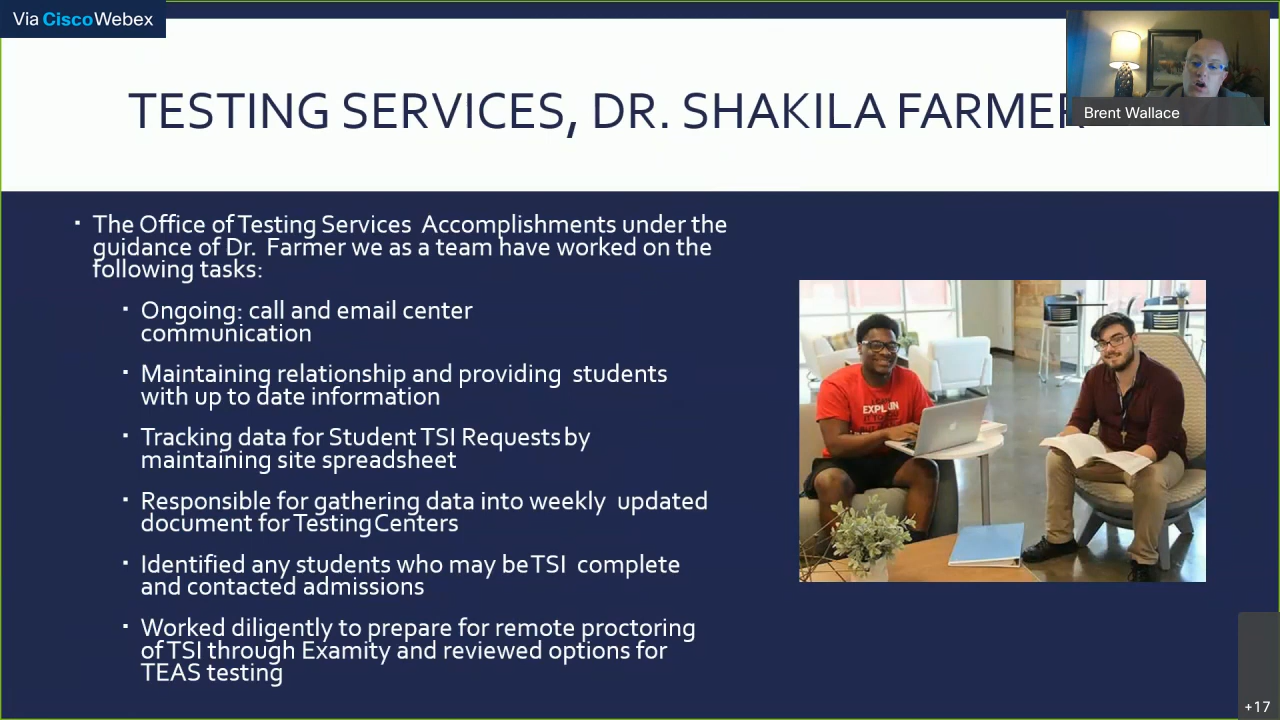 Via CiscoWebex
TESTING SERVICES, DR. SHAKILA FARMER
Brent Wallace
▪ The Office of Testing Services Accomplishments under the
guidance of Dr. Farmer we as a team have worked on the
following tasks:
▪ Ongoing: call and email center
communication
▪ Maintaining relationship and providing students
with up to date information
▪ Tracking data for Student TSI Requests by
maintaining site spreadsheet
▪ Responsible for gathering data into weekly updated
document for Testing Centers
▪ Identified any students who may be TSI complete
and contacted admissions
▪ Worked diligently to prepare for remote proctoring
of TSI through Examity and reviewed options for
TEAS testing
+17